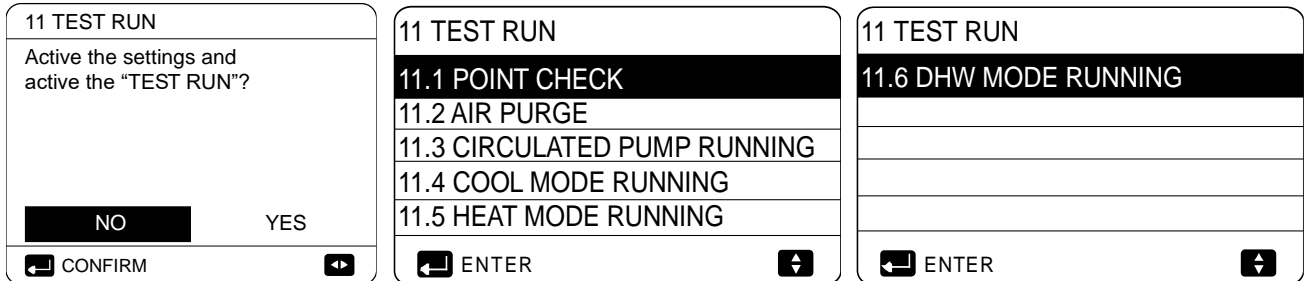 11 TEST RUN
Active the settings and
active the “TEST RUN”?
NO YES
CONFIRM
11 TEST RUN
11.1 POINT CHECK
11.2 AIR PURGE
11.3 CIRCULATED PUMP RUNNING
11.4 COOL MODE RUNNING
11.5 HEAT MODE RUNNING
ENTER
11 TEST RUN
11.6 DHW MODE RUNNING
ENTER